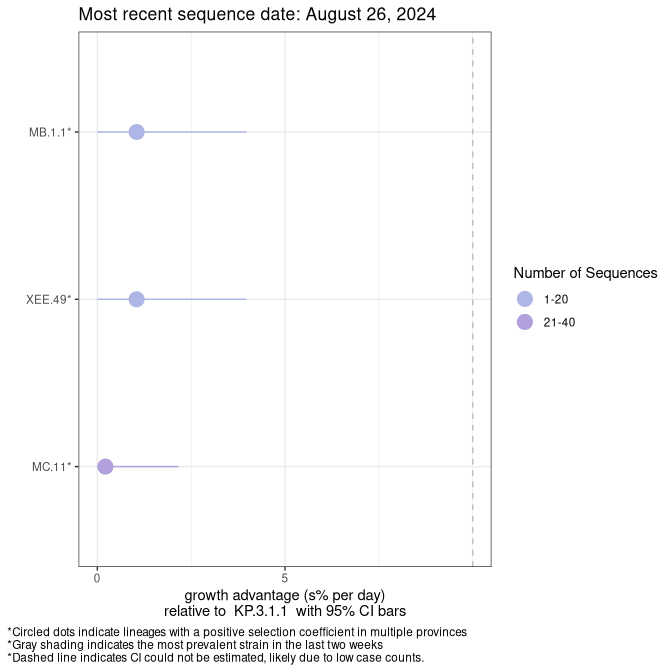 Most recent sequence date: August 26, 2024
MB.1.1*
XEE.49*
MC.11*
0 5
growth advantage (s% per day)
relative to KP.3.1.1 with 95% CI bars
Number of Sequences
1-20
21-40
*Circled dots indicate lineages with a positive selection coefficient in multiple provinces
*Gray shading indicates the most prevalent strain in the last two weeks
*Dashed line indicates CI could not be estimated, likely due to low case counts.